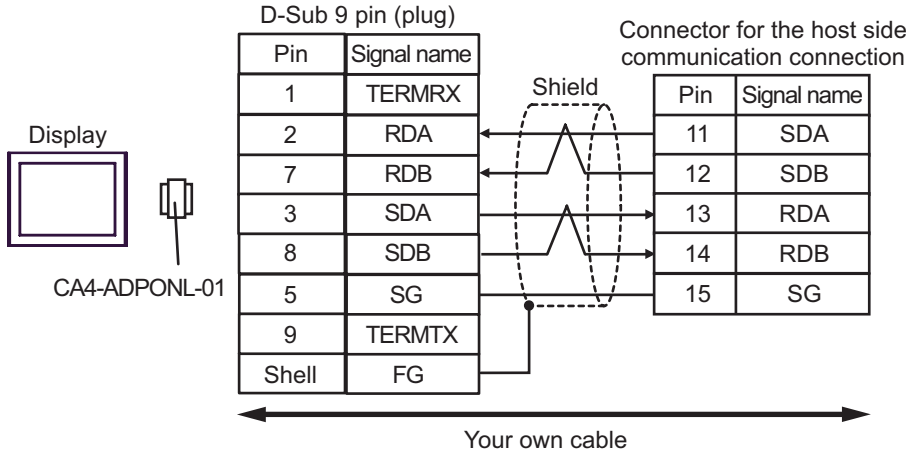 D-Sub 9 pin (plug)
Connector for the host side
communication connection
Pin Signal name
1 TERMRX
2 RDA
7 RDB
3 SDA
8 SDB
5 SG
9 TERMTX
Shell FG
Shield
Pin Signal name
11 SDA
12 SDB
13 RDA
14 RDB
15 SG
Display
CA4-ADPONL-01
Your own cable